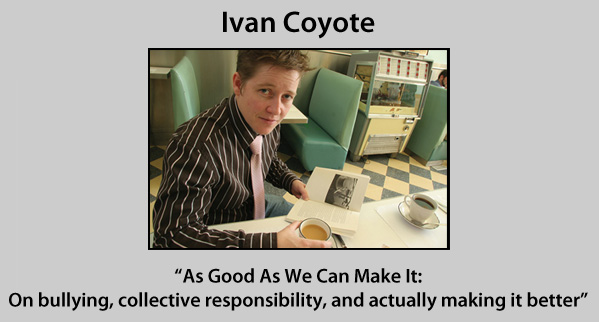 Ivan Coyote
“As Good As We Can Make It:
On bullying, collective responsibility, and actually making it better”